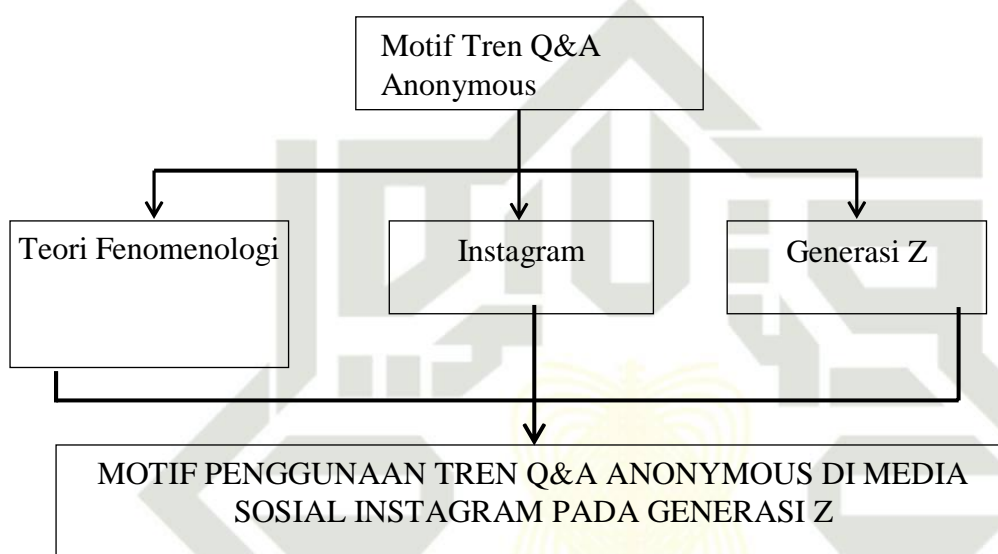 Motif Tren Q&A
Anonymous
Teori Fenomenologi
Instagram
Generasi Z
MOTIF PENGGUNAAN TREN Q&A ANONYMOUS DI MEDIA
SOSIAL INSTAGRAM PADA GENERASI Z